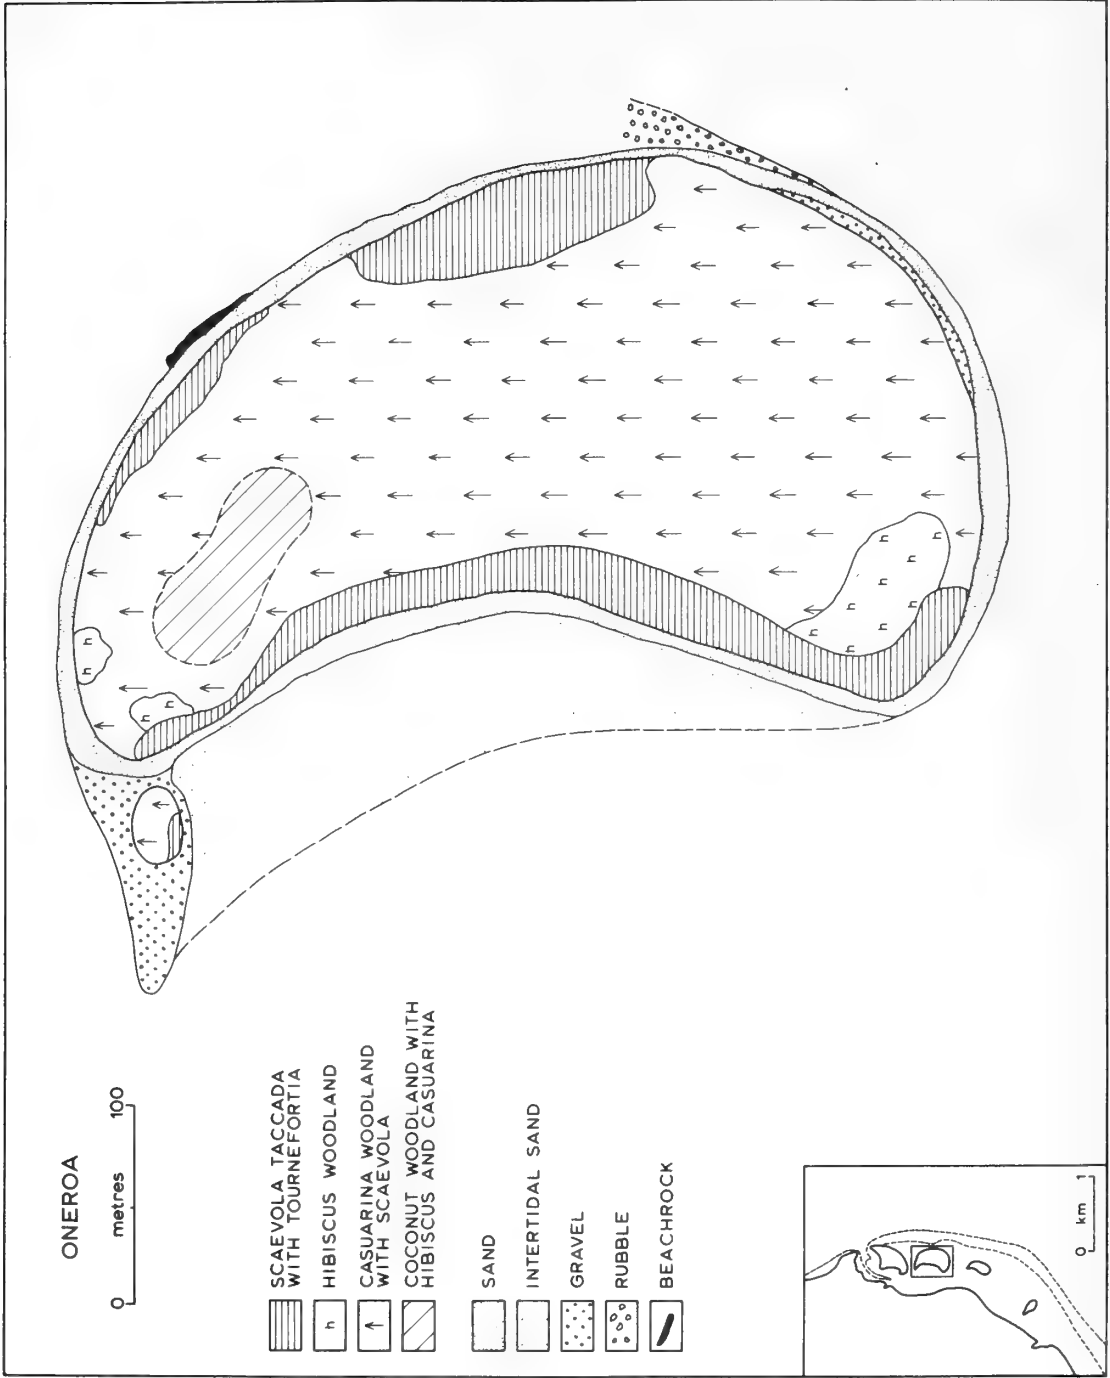 ONEROA
0 metres 100
SCAEVOLA TACCADA
WITH TOURNEFORTIA
h HIBISCUS WOODLAND
CASUARINA WOODLAND
WITH SCAEVOLA
COCONUT WOODLAND WITH
HIBISCUS AND CASUARINA
SAND
INTERTIDAL SAND
GRAVEL
RUBBLE
BEACHROCK
h h
h h
h h
h
h h
h
h h
0 km 1